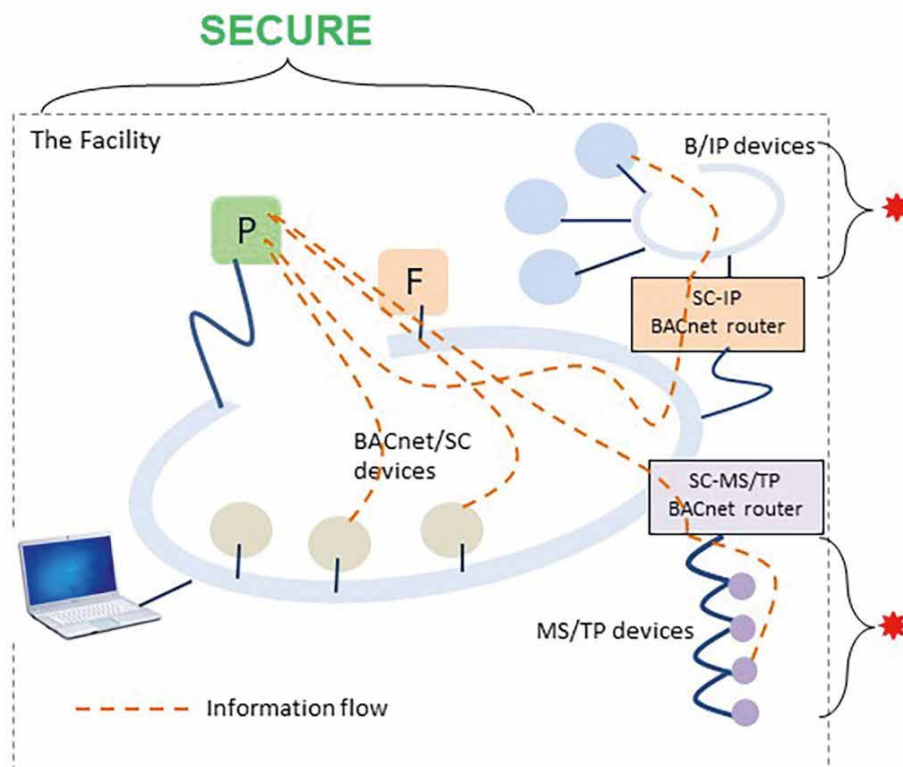 SECURE
The Facility
B/IP devices
P
F
SC-IP
BACnet router
BACnet/SC
devices
SC-MS/TP
BACnet router
MS/TP devices
Information flow